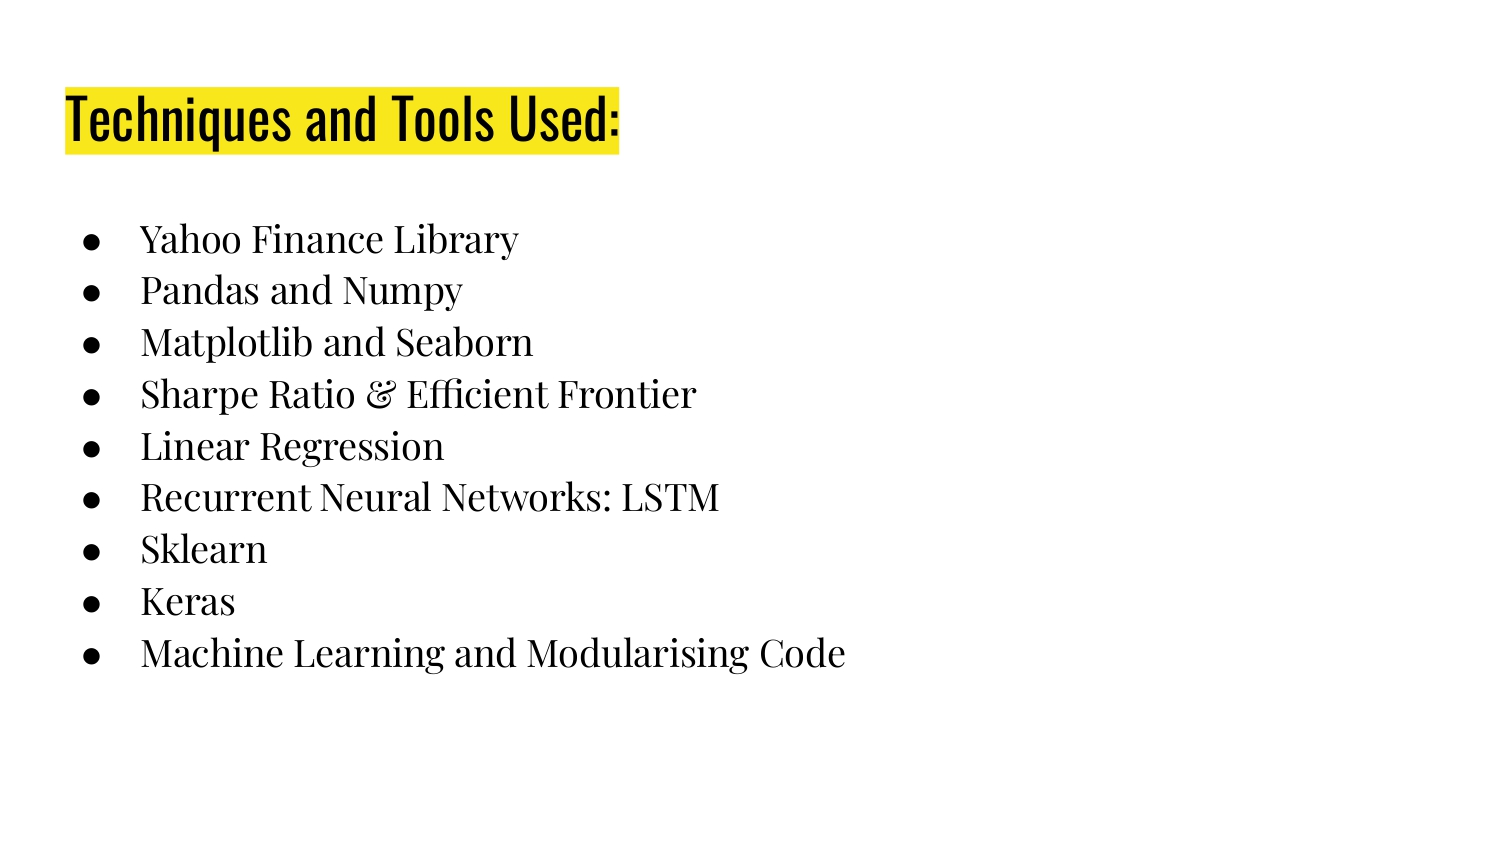 Techniques and Tools Used:
● Yahoo Finance Library
● Pandas and Numpy
● Matplotlib and Seaborn
● Sharpe Ratio & Efficient Frontier
● Linear Regression
● Recurrent Neural Networks: LSTM
● Sklearn
● Keras
● Machine Learning and Modularising Code